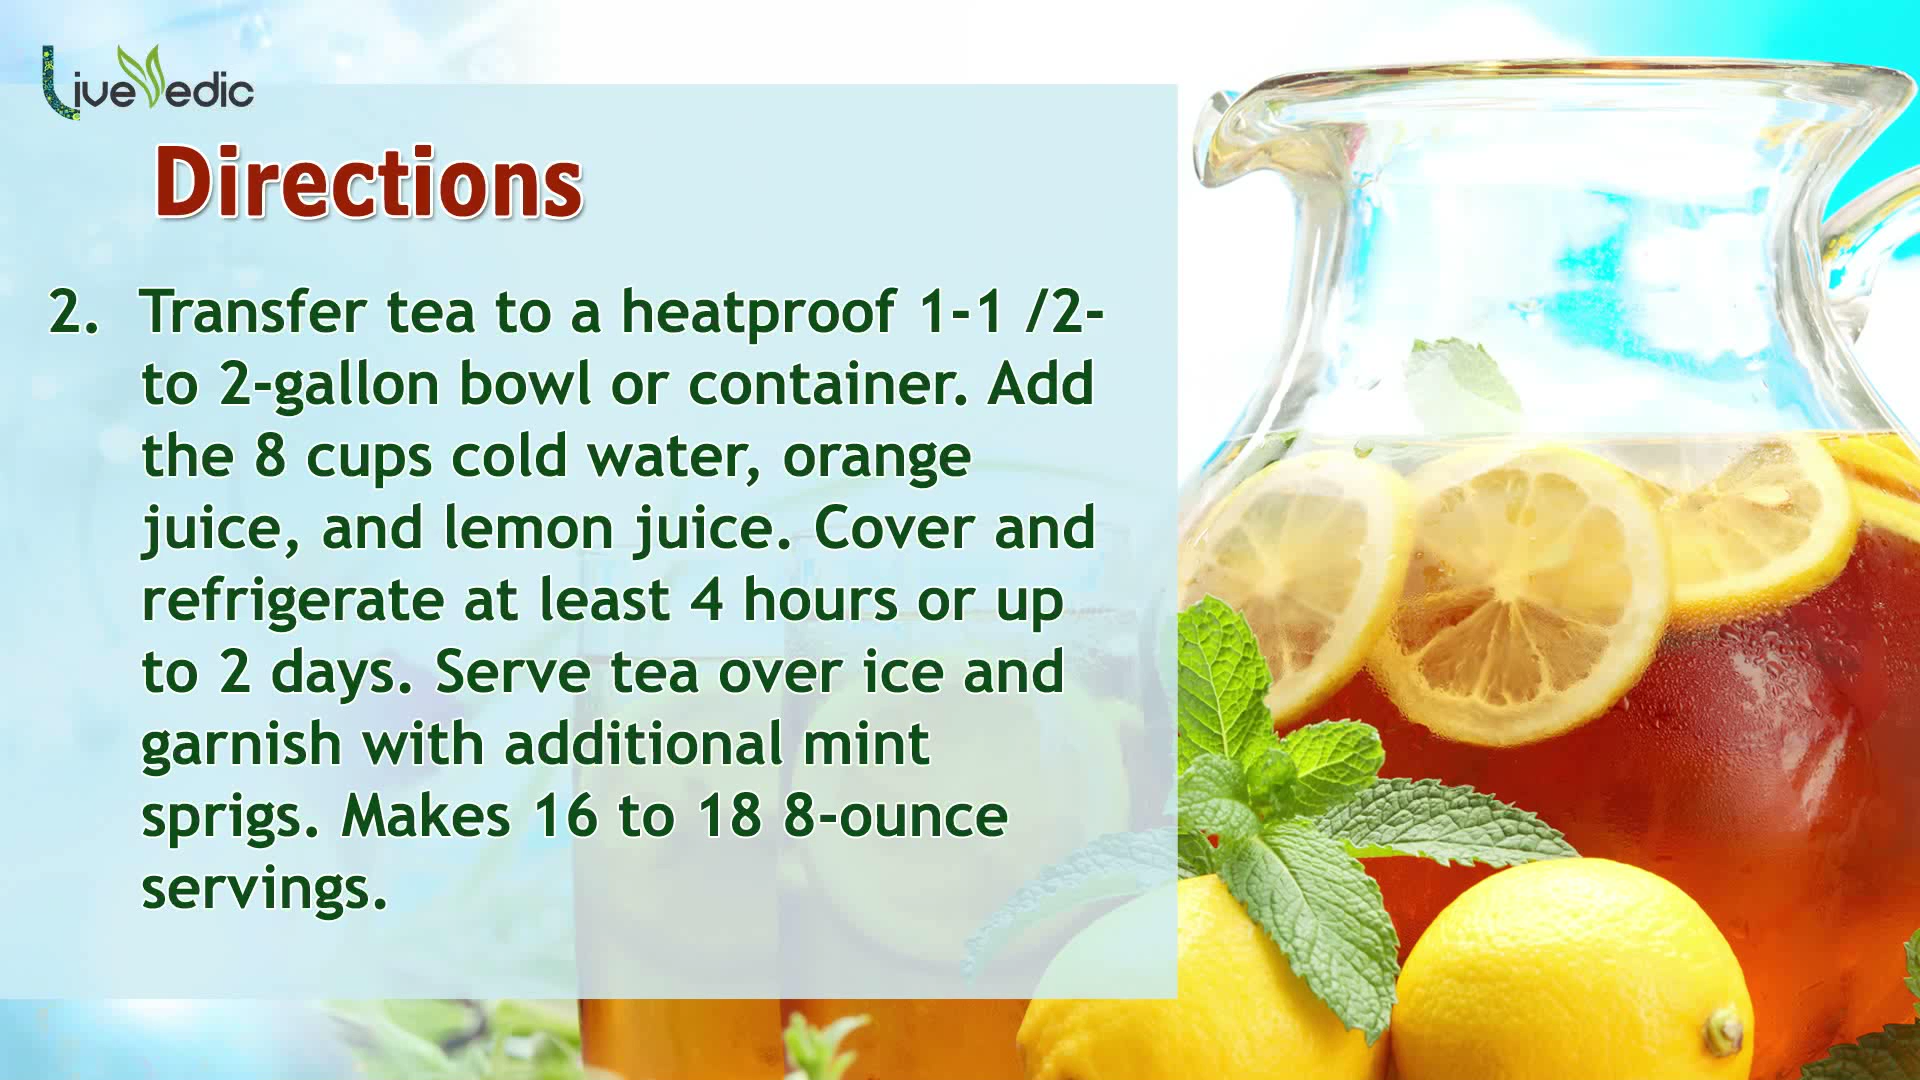 LiveVedic
Directions
2. Transfer tea to a heatproof 1-1 /2-
to 2-gallon bowl or container. Add
the 8 cups cold water, orange
juice, and lemon juice. Cover and
refrigerate at least 4 hours or up
to 2 days. Serve tea over ice and
garnish with additional mint
sprigs. Makes 16 to 18 8-ounce
servings.